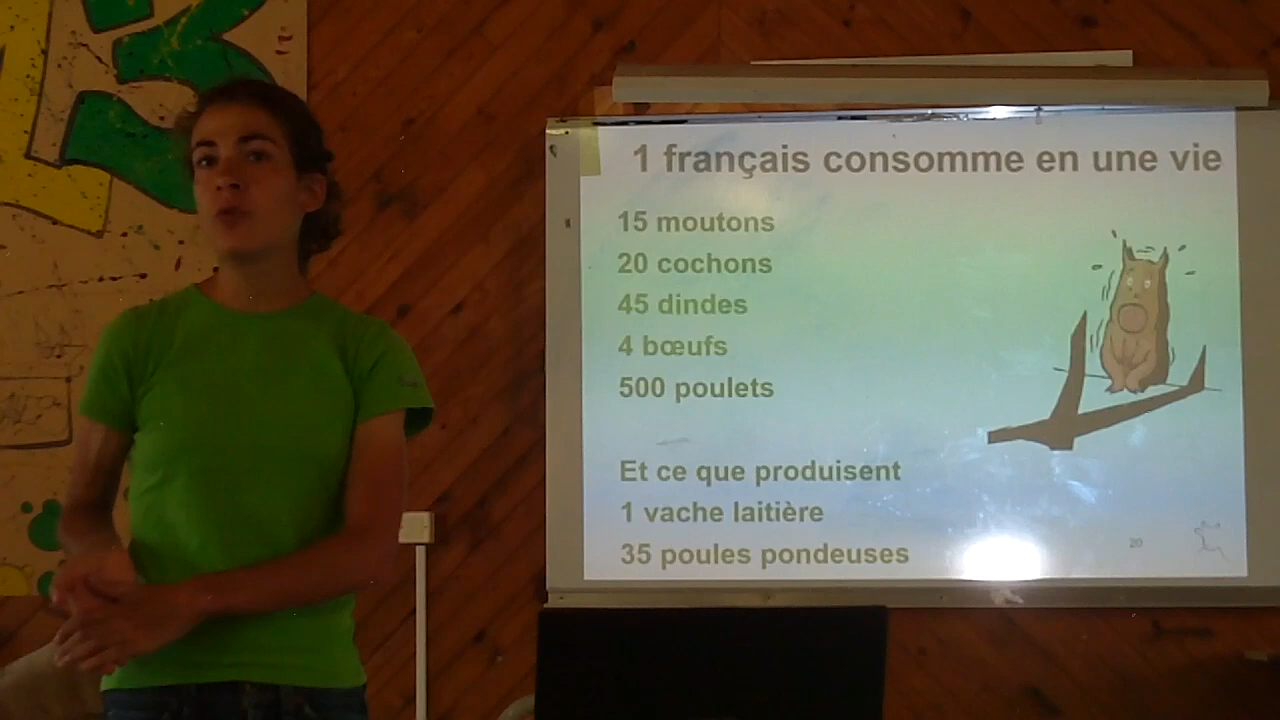 1 français consomme en une vie
15 moutons
20 cochons
45 dindes
4 bœufs
500 poulets
Et ce que produisent
1 vache laitière
35 poules pondeuses
20